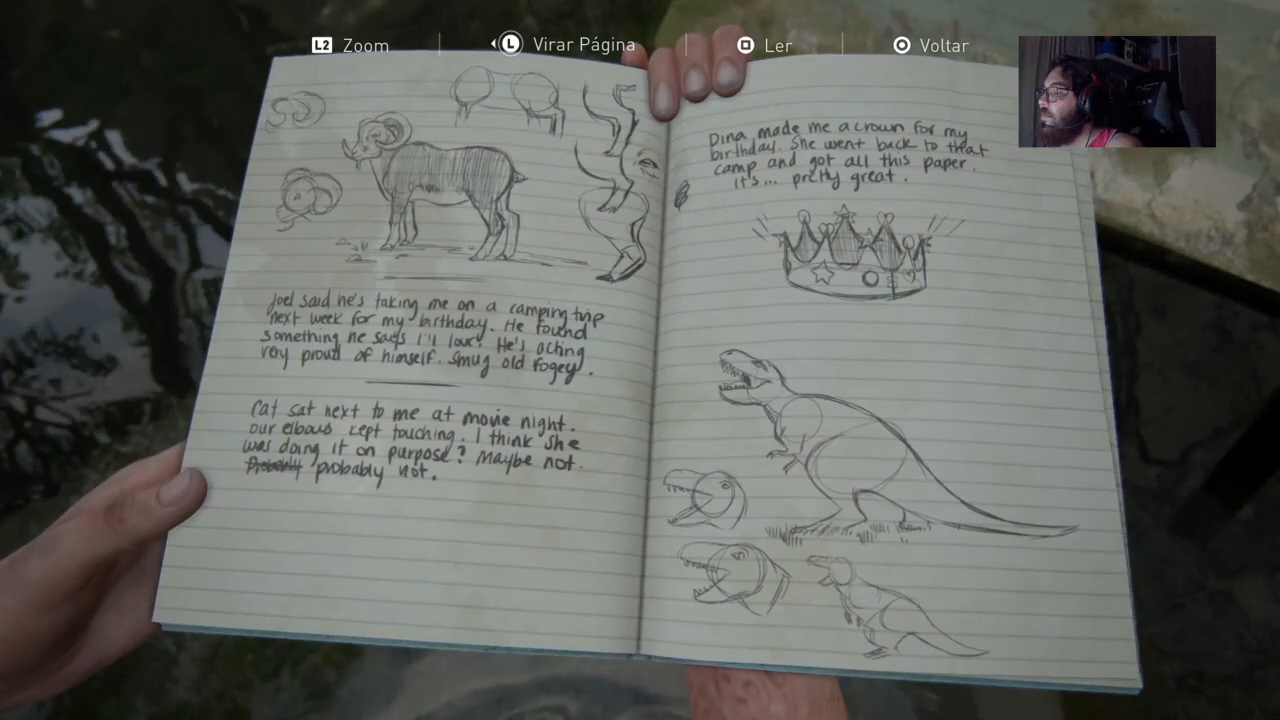 L2 Zoom
L Virar Página
Ler
Voltar
Joel said he's taking me on a camping trip
next week for my birthday. He found
something he says I'll love. He's acting
very proud of himself. Smug old fogey.
Cat sat next to me at movie night.
our elbows kept touching. I think she
was doing it on purpose? Maybe not.
Probably probably not.
Dina made me a crown for my
birthday. She went back to that
camp and got all this paper.
It's... pretty great.